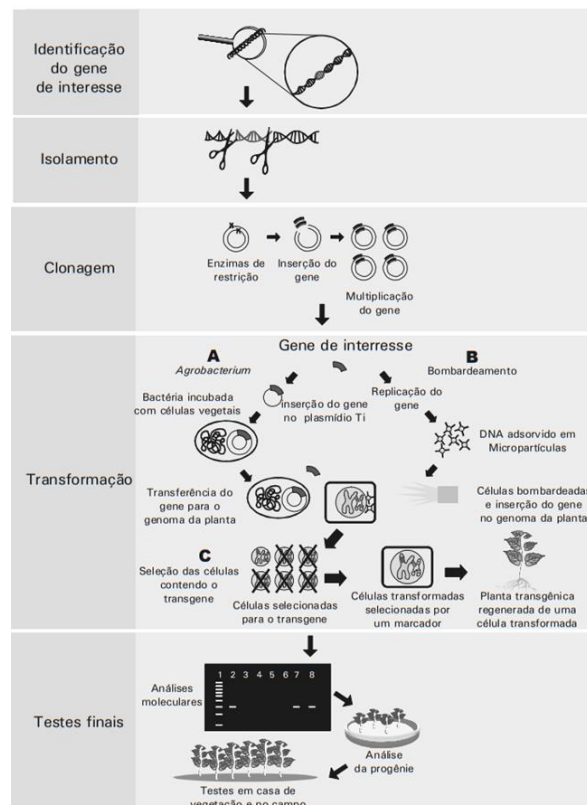 Identificação
do gene
de interesse
Isolamento
Clonagem
Enzimas de
restrição
Inserção do
gene
Multiplicação
do gene
Transformação
Gene de interresse
A
Agrobacterium
B
Bombardeamento
Bactéria incubada
com células vegetais
inserção do gene
no plasmídio Ti
Replicação do
gene
DNA adsorvido em
Micropartículas
Transferência do
gene para o
genoma da planta
Células bombardeadas
e inserção do gene
no genoma da planta
C
Seleção das células
contendo o
transgene
Células selecionadas
para o transgene
Células transformadas
selecionadas por
um marcador
Planta transgênica
regenerada de uma
célula transformada
Testes finais
Análises
moleculares
1 2 3 4 5 6 7 8
Análise
da progênie
Testes em casa de
vegetação e no campo